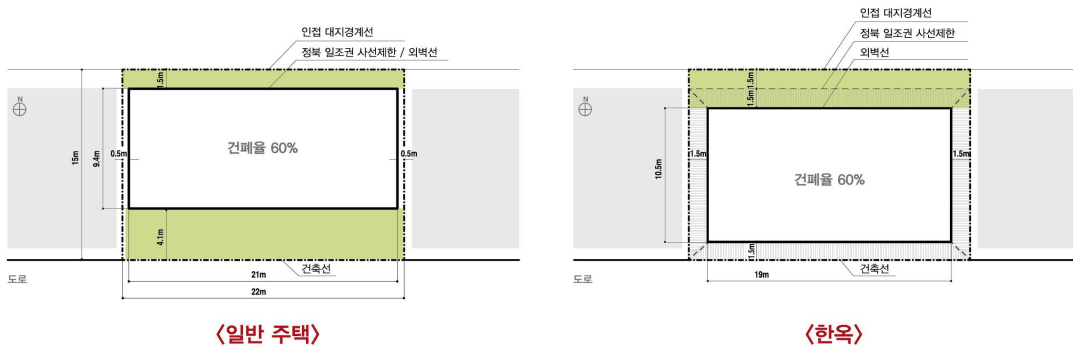 인접 대지경계선
정북 일조권 사선제한 / 외벽선
1.5m
N
15m
9.4m
0.5m
건폐율 60%
0.5m
4.1m
건축선
도로
21m
22m
〈일반 주택〉
인접 대지경계선
정북 일조권 사선제한
외벽선
1.5m
1.5m
N
1.5m
1.5m
10.5m
건폐율 60%
1.5m
건축선
도로
19m
〈한옥〉